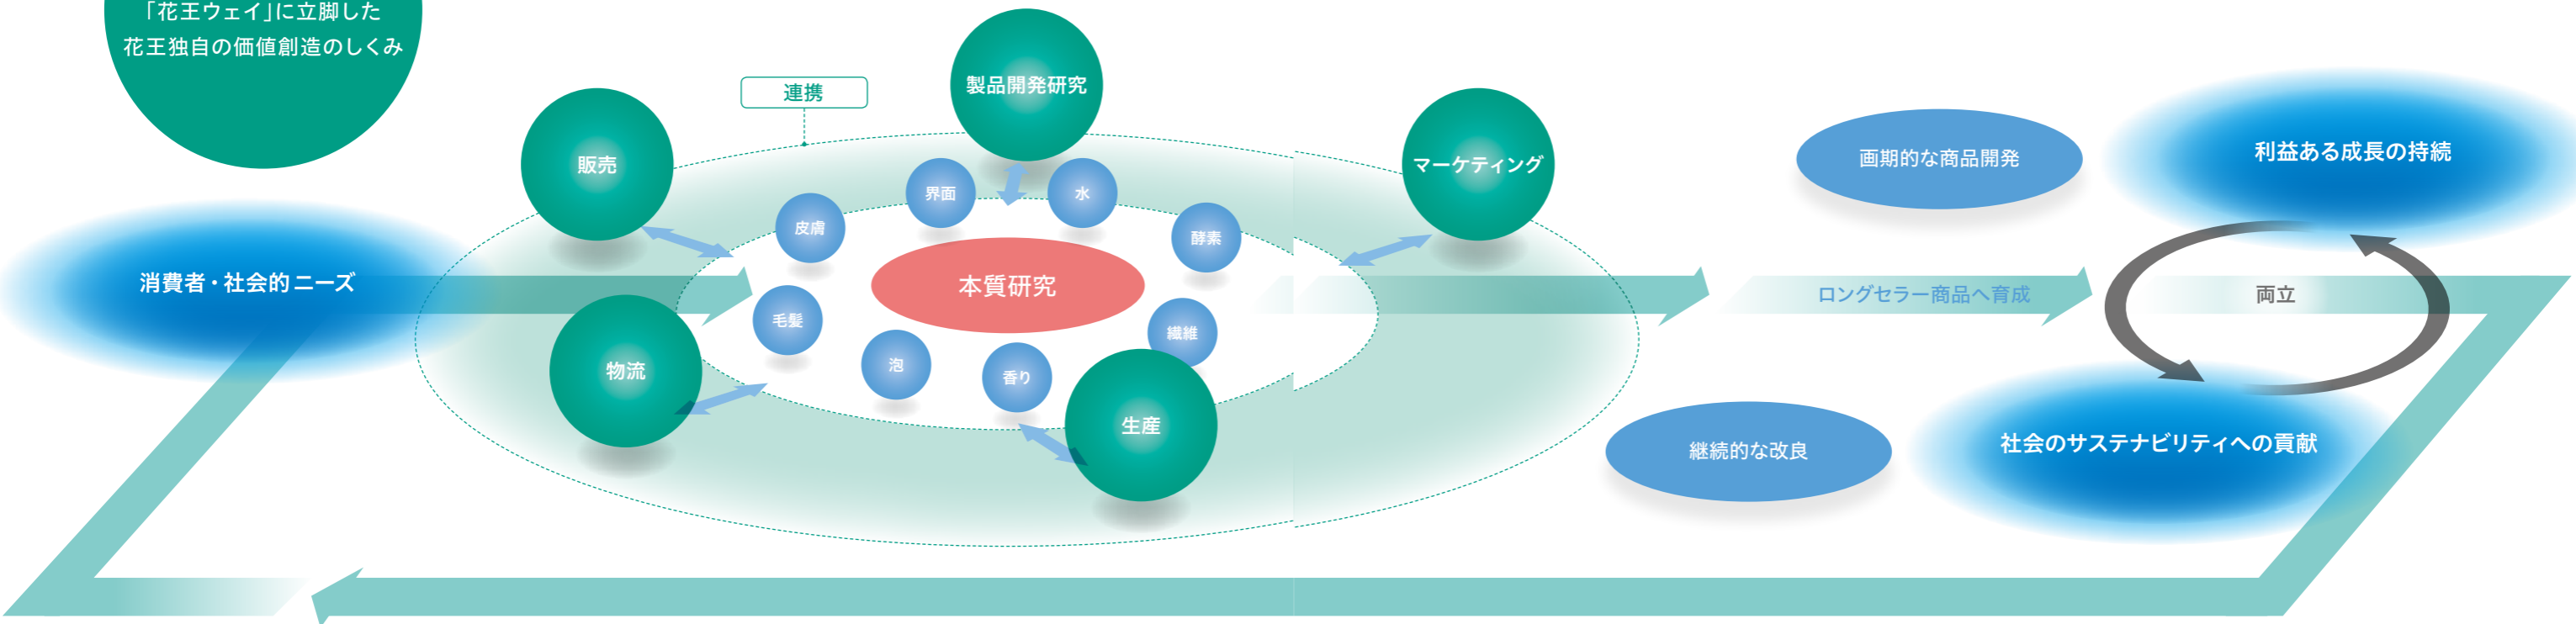 「花王ウェイ」に立脚した
花王独自の価値創造のしくみ
連携
製品開発研究
販売
マーケティング
画期的な商品開発
利益ある成長の持続
界面
水
皮膚
酵素
消費者・社会的ニーズ
本質研究
ロングセラー商品へ育成
両立
毛髪
繊維
物流
泡
香り
生産
継続的な改良
社会のサステナビリティへの貢献